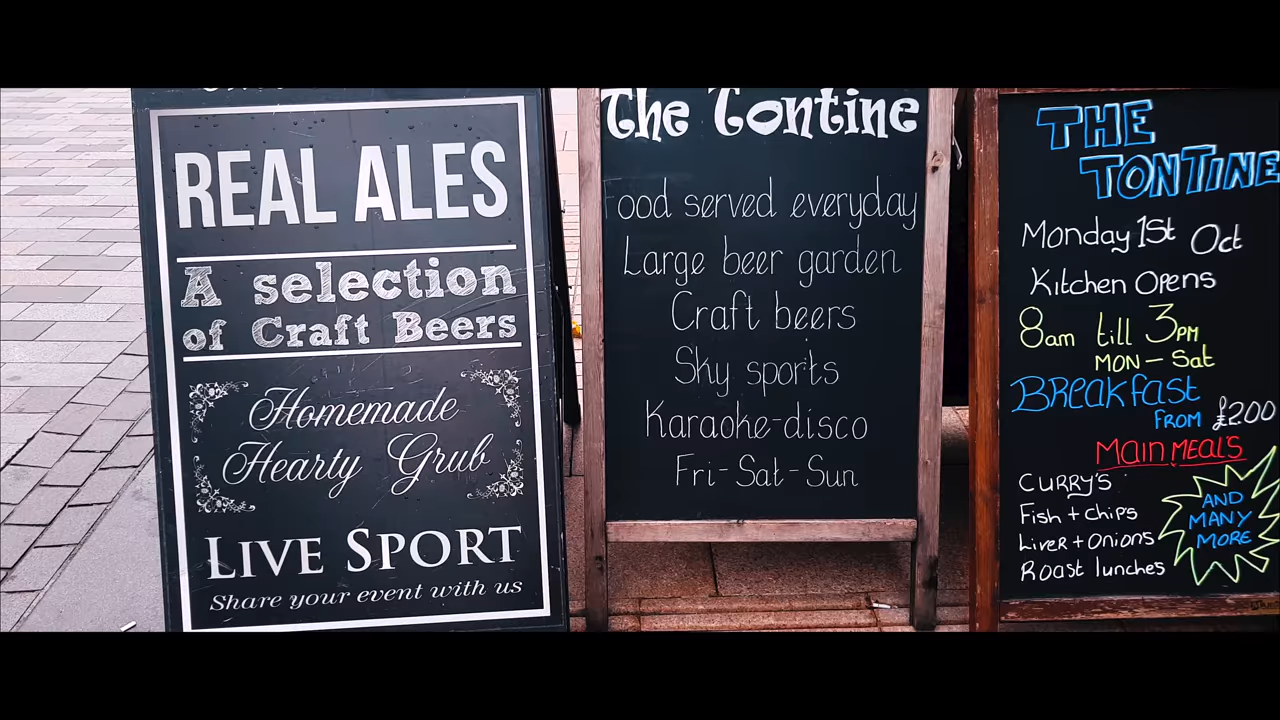 REAL ALES
A selection
of Craft Beers
Homemade
Hearty Grub
LIVE SPORT
Share your event with us
The Tontine
Food served everyday
Large beer garden
Craft beers
Sky sports
Karaoke-disco
Fri-Sat-Sun
THE
TONTINE
Monday 1st Oct
Kitchen Opens
8am till 3PM
MON - Sat
BREAKFAST
FROM £2.00
MAIN MEALS
CURRY'S
Fish + Chip's
Liver + Onions
Roast lunches
AND
MANY
MORE